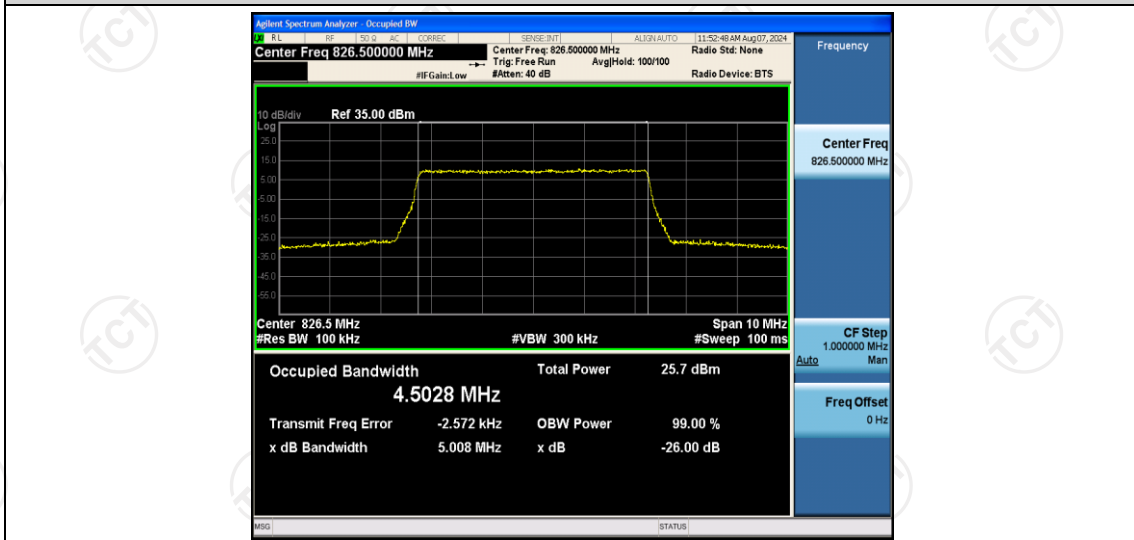 Agilent Spectrum Analyzer - Occupied BW
LXI RL RF 50 Ω AC CORREC SENSE:INT ALIGN AUTO 11:52:48 AM Aug 07, 2024
Center Freq 826.500000 MHz Center Freq: 826.500000 MHz Radio Std: None
Trig: Free Run Avg|Hold: 100/100
#IFGain:Low #Atten: 40 dB Radio Device: BTS
10 dB/div Ref 35.00 dBm
Log
25.0
15.0
5.00
-5.00
-15.0
-25.0
-35.0
-45.0
-55.0
Center 826.5 MHz Span 10 MHz
#Res BW 100 kHz #VBW 300 kHz #Sweep 100 ms
Occupied Bandwidth Total Power 25.7 dBm
4.5028 MHz
Transmit Freq Error -2.572 kHz OBW Power 99.00 %
x dB Bandwidth 5.008 MHz x dB -26.00 dB
MSG STATUS
Frequency
Center Freq
826.500000 MHz
CF Step
1.000000 MHz
Auto Man
Freq Offset
0 Hz
TCT
TCT
TCT
TCT